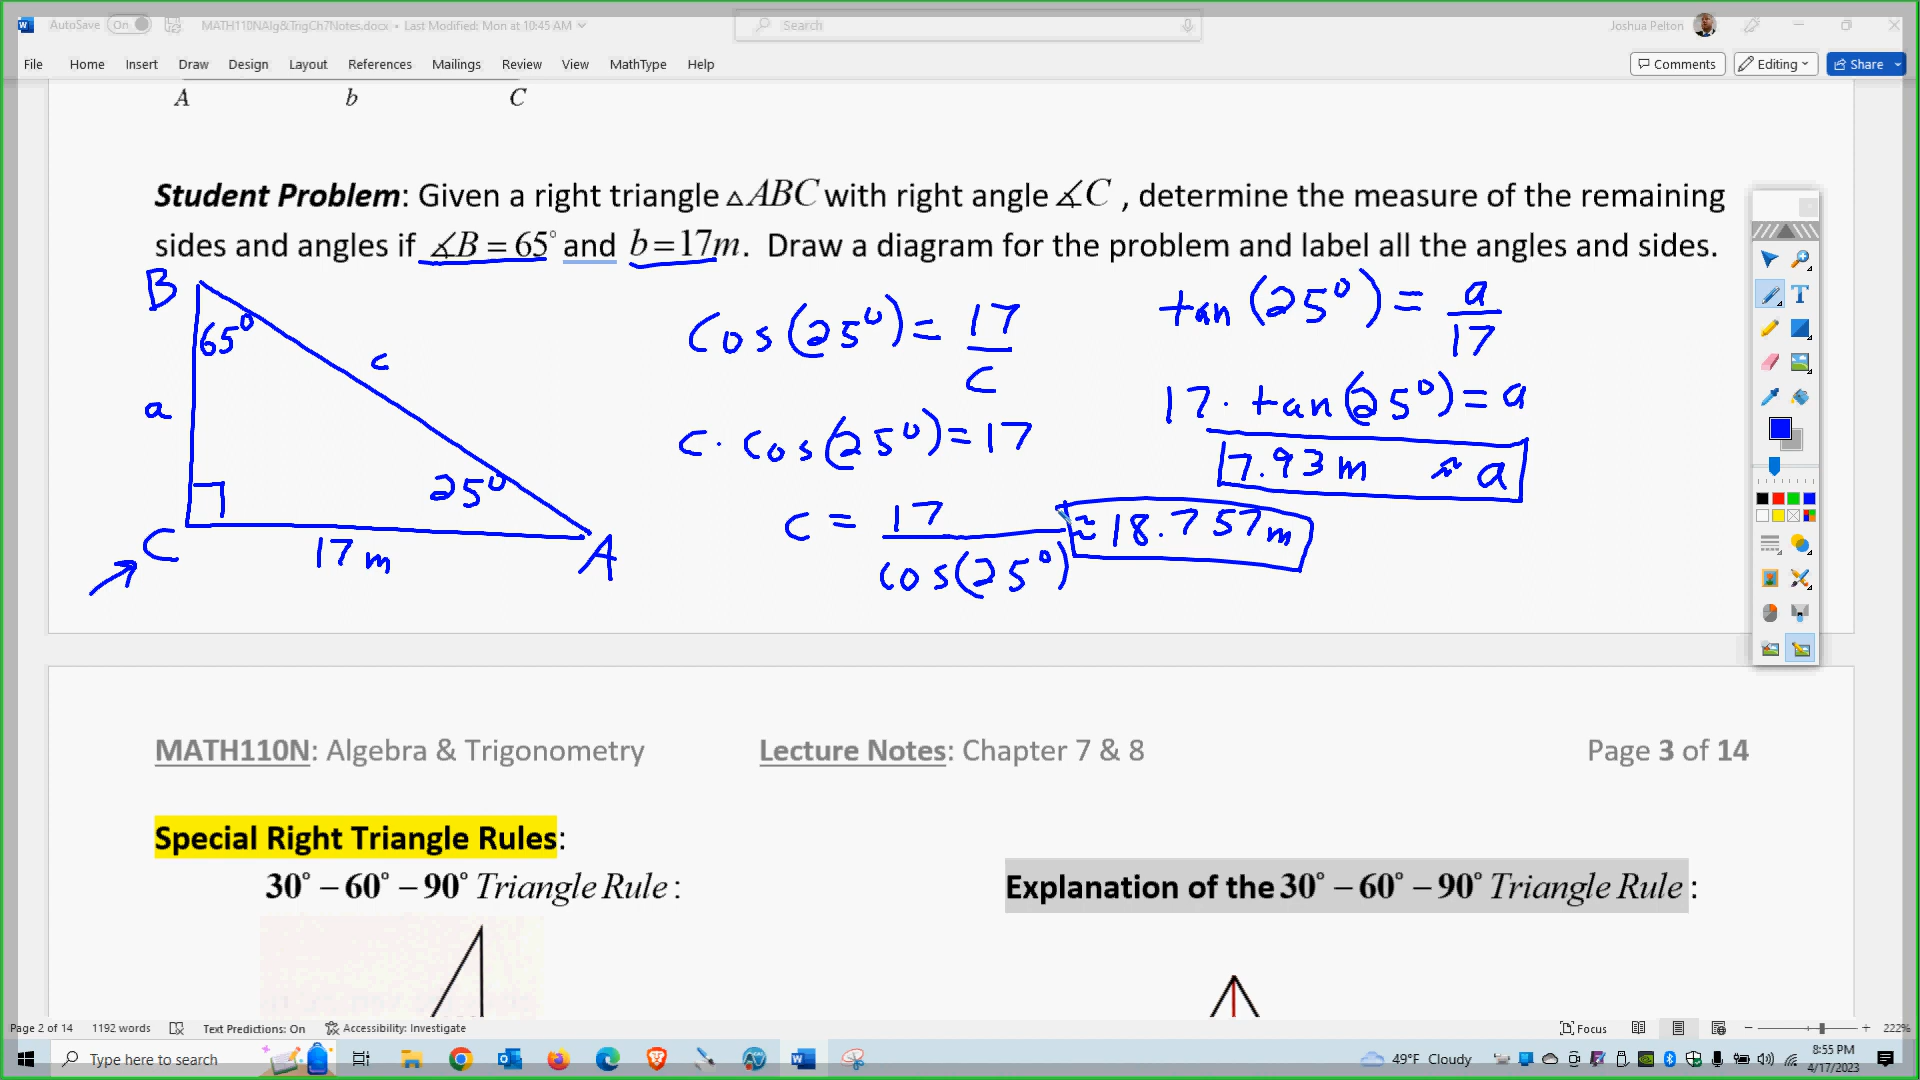 AutoSave On MATH110NAlg&TrigCh7Notes.docx • Last Modified: Mon at 10:45 AM Search Joshua Pelton
File Home Insert Draw Design Layout References Mailings Review View MathType Help Comments Editing Share
A b C
Student Problem: Given a right triangle △ABC with right angle ∡C , determine the measure of the remaining
sides and angles if ∡B = 65° and b = 17m. Draw a diagram for the problem and label all the angles and sides.
B
65°
c
a
25°
C
17 m
A
cos(25°) = 17/c
c · cos(25°) = 17
c = 17/cos(25°) ≈ 18.757 m
tan(25°) = a/17
17 · tan(25°) = a
7.93 m ≈ a
MATH110N: Algebra & Trigonometry Lecture Notes: Chapter 7 & 8 Page 3 of 14
Special Right Triangle Rules:
30° – 60° – 90° Triangle Rule :
Explanation of the 30° – 60° – 90° Triangle Rule :
Page 2 of 14 1192 words Text Predictions: On Accessibility: Investigate Focus 222%
Type here to search 49°F Cloudy 8:55 PM
4/17/2023